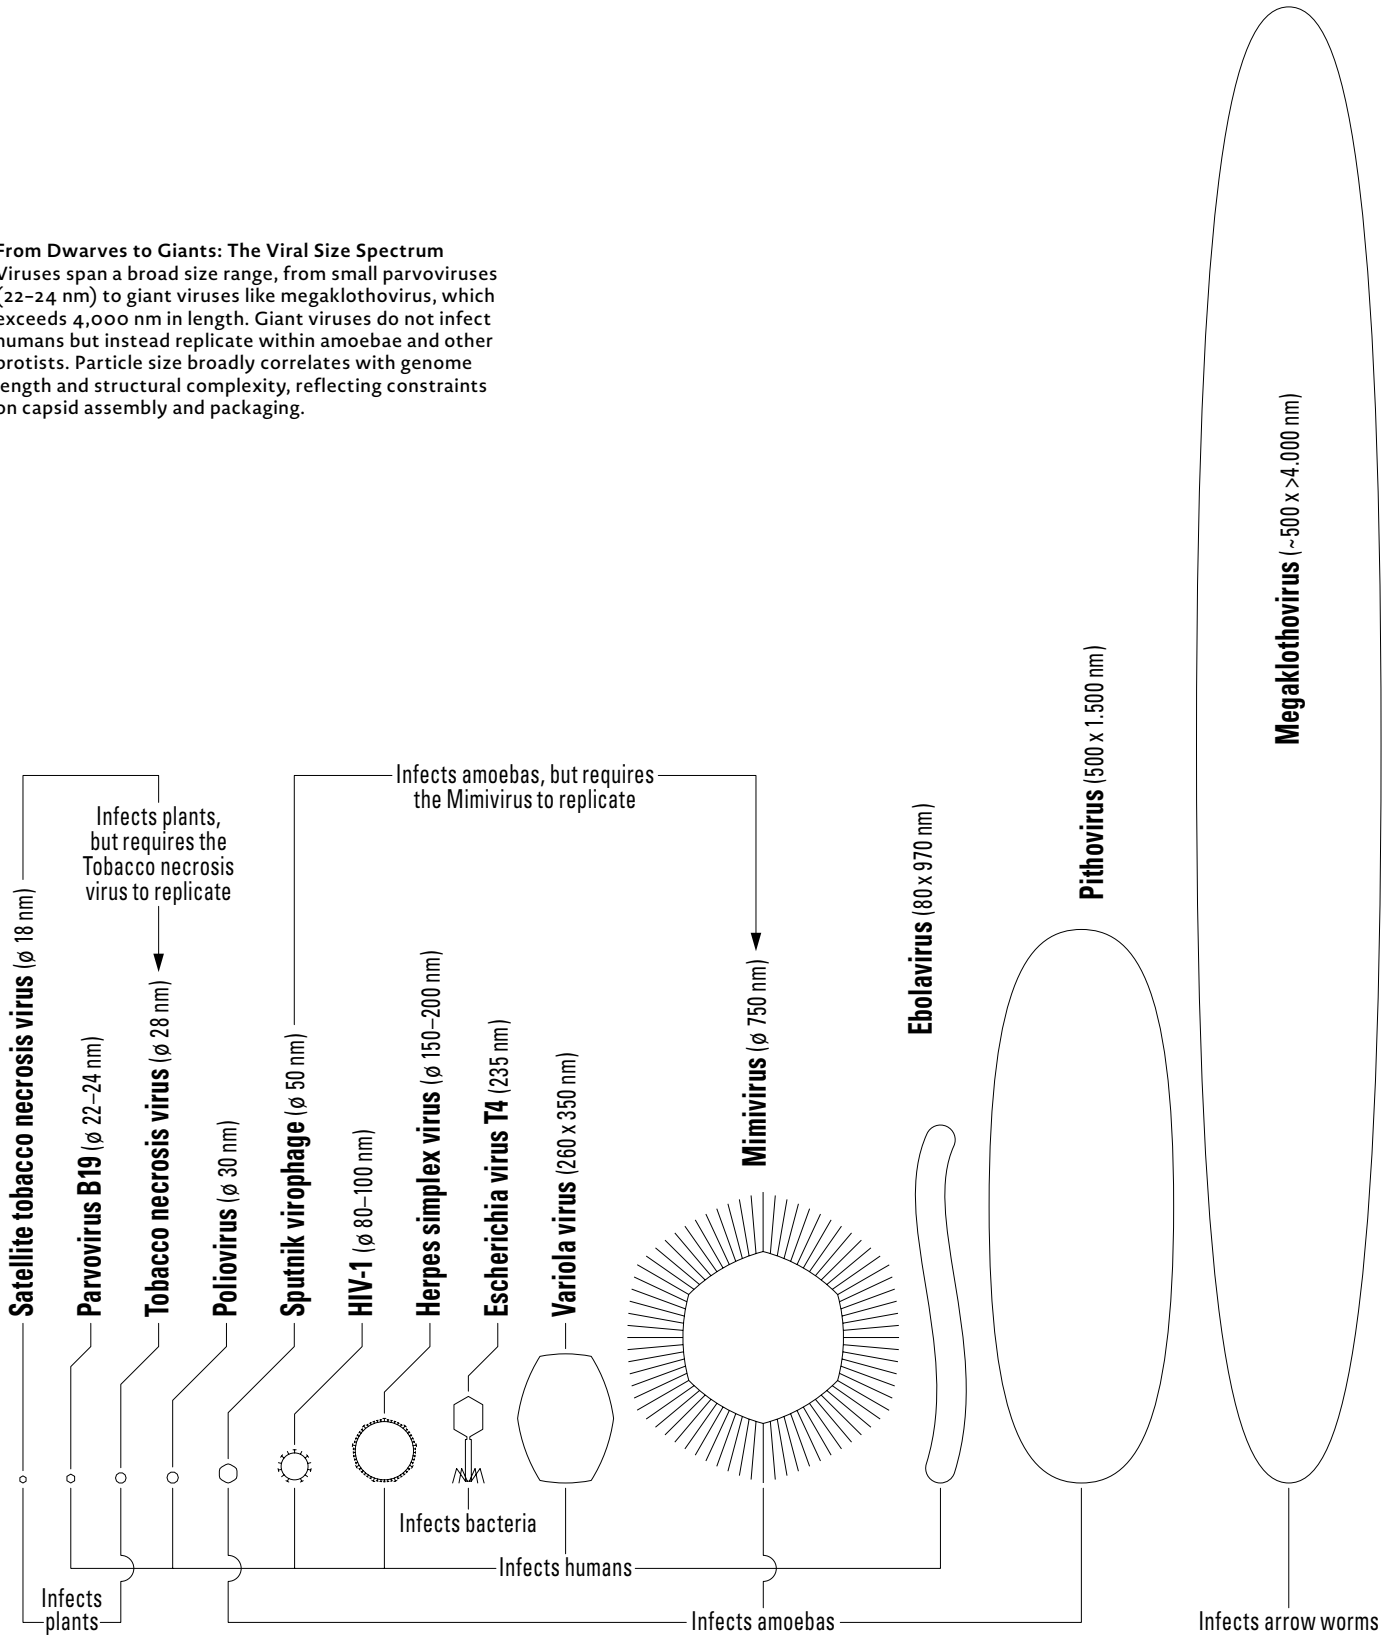 From Dwarves to Giants: The Viral Size Spectrum
Viruses span a broad size range, from small parvoviruses
(22–24 nm) to giant viruses like megaklothovirus, which
exceeds 4,000 nm in length. Giant viruses do not infect
humans but instead replicate within amoebae and other
protists. Particle size broadly correlates with genome
length and structural complexity, reflecting constraints
on capsid assembly and packaging.
Infects plants,
but requires the
Tobacco necrosis
virus to replicate
Infects amoebas, but requires
the Mimivirus to replicate
Satellite tobacco necrosis virus (ø 18 nm)
Parvovirus B19 (ø 22–24 nm)
Tobacco necrosis virus (ø 28 nm)
Poliovirus (ø 30 nm)
Sputnik virophage (ø 50 nm)
HIV-1 (ø 80–100 nm)
Herpes simplex virus (ø 150–200 nm)
Escherichia virus T4 (235 nm)
Variola virus (260 x 350 nm)
Mimivirus (ø 750 nm)
Ebolavirus (80 x 970 nm)
Pithovirus (500 x 1.500 nm)
Megaklothovirus (~500 x >4.000 nm)
Infects bacteria
Infects humans
Infects
plants
Infects amoebas
Infects arrow worms